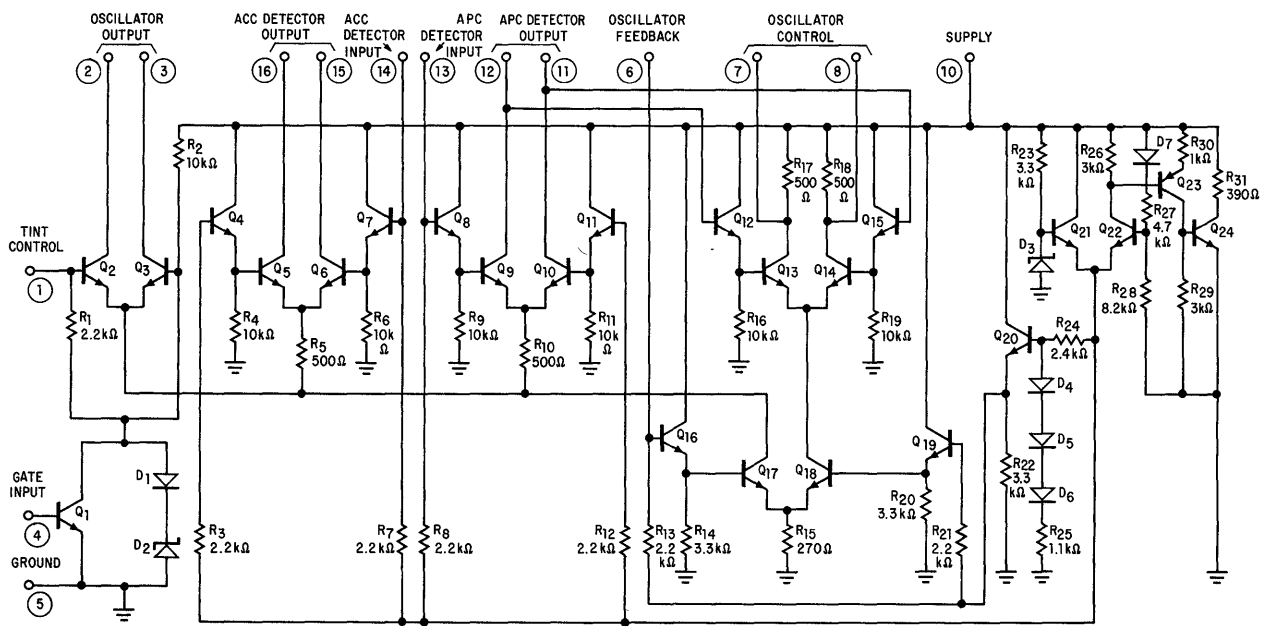 OSCILLATOR OUTPUT
ACC DETECTOR OUTPUT
ACC DETECTOR INPUT
APC DETECTOR INPUT
APC DETECTOR OUTPUT
OSCILLATOR FEEDBACK
OSCILLATOR CONTROL
SUPPLY
2 3 16 15 14 13 12 11 6 7 8 10
R2 10kΩ
R17 500 Ω
R18 500 Ω
R23 3.3 kΩ
R26 3kΩ
D7
R30 1kΩ
Q23
R31 390Ω
Q4
Q7
Q8
Q11
Q12
Q15
Q21
Q22
R27 4.7 kΩ
Q24
TINT CONTROL
1
Q2
Q3
Q5
Q6
Q9
Q10
Q13
Q14
D3
R1 2.2kΩ
R4 10kΩ
R5 500Ω
R6 10k Ω
R9 10kΩ
R10 500Ω
R11 10k Ω
R16 10kΩ
R19 10kΩ
R28 8.2kΩ
R29 3kΩ
Q20
R24 2.4kΩ
D4
Q16
Q17
Q18
Q19
D5
GATE INPUT
4
Q1
D1
D2
R22 3.3 kΩ
D6
R20 3.3kΩ
R3 2.2kΩ
R7 2.2kΩ
R8 2.2kΩ
R12 2.2kΩ
R13 2.2 kΩ
R14 3.3kΩ
R15 270Ω
R21 2.2 kΩ
R25 1.1kΩ
GROUND
5